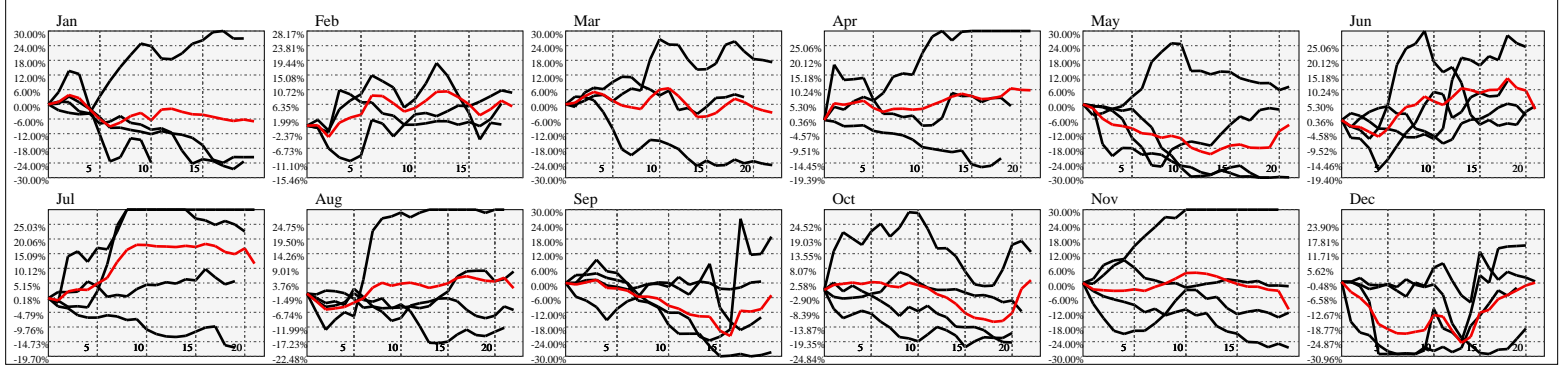 Jan Feb Mar Apr May Jun
30.00% 28.17% 30.00% 30.00%
24.00% 23.81% 24.00% 25.06% 24.00% 25.06%
18.00% 19.44% 18.00% 20.12% 18.00% 20.12%
12.00% 15.08% 12.00% 15.18% 12.00% 15.18%
6.00% 10.72% 6.00% 10.24% 6.00% 10.24%
0.00% 6.35% 0.00% 5.30% 0.00% 5.30%
-6.00% 1.99% -6.00% 0.36% -6.00% 0.36%
-12.00% -2.37% -12.00% -4.57% -12.00% -4.58%
-18.00% -6.73% -18.00% -9.51% -18.00% -9.52%
-24.00% -11.10% -24.00% -14.45% -24.00% -14.46%
5 10 15 5 10 15 5 10 15 20 5 10 15 20 5 10 15 20 5 10 15 20
-30.00% -15.46% -30.00% -19.39% -30.00% -19.40%
Jul Aug Sep Oct Nov Dec
30.00% 30.00%
25.03% 24.75% 24.00% 24.52% 24.00% 23.90%
20.06% 19.50% 18.00% 19.03% 18.00% 17.81%
15.09% 14.26% 12.00% 13.55% 12.00% 11.71%
10.12% 9.01% 6.00% 8.07% 6.00% 5.62%
5.15% 3.76% 0.00% 2.58% 0.00% -0.48%
0.18% -1.49% -6.00% -2.90% -6.00% -6.58%
-4.79% -6.74% -12.00% -8.39% -12.00% -12.67%
-9.76% -11.99% -18.00% -13.87% -18.00% -18.77%
-14.73% -17.23% -24.00% -19.35% -24.00% -24.86%
5 10 15 20 5 10 15 20 5 10 15 5 10 15 20 5 10 15 5 10 15 20
-19.70% -22.48% -30.00% -24.84% -30.00% -30.96%